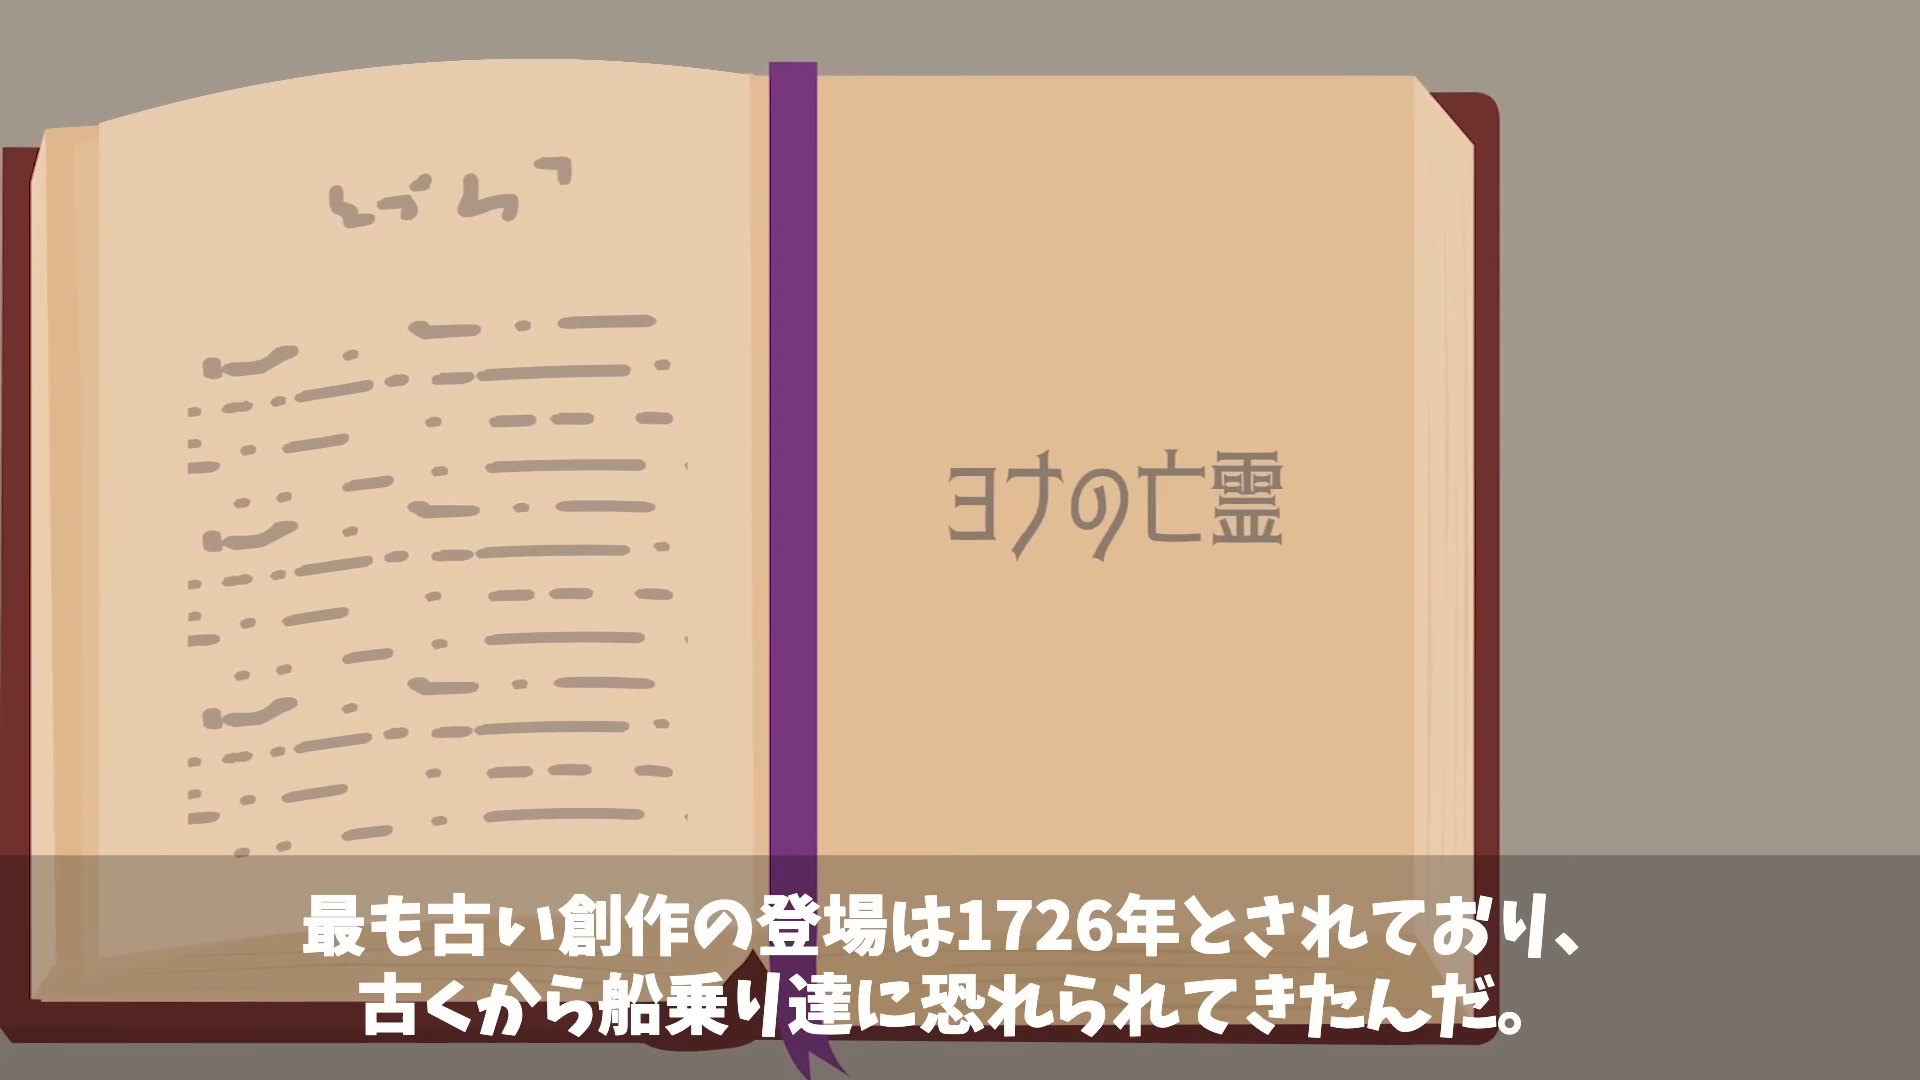 ヨナの亡霊
最も古い創作の登場は1726年とされており、
古くから船乗り達に恐れられてきたんだ。